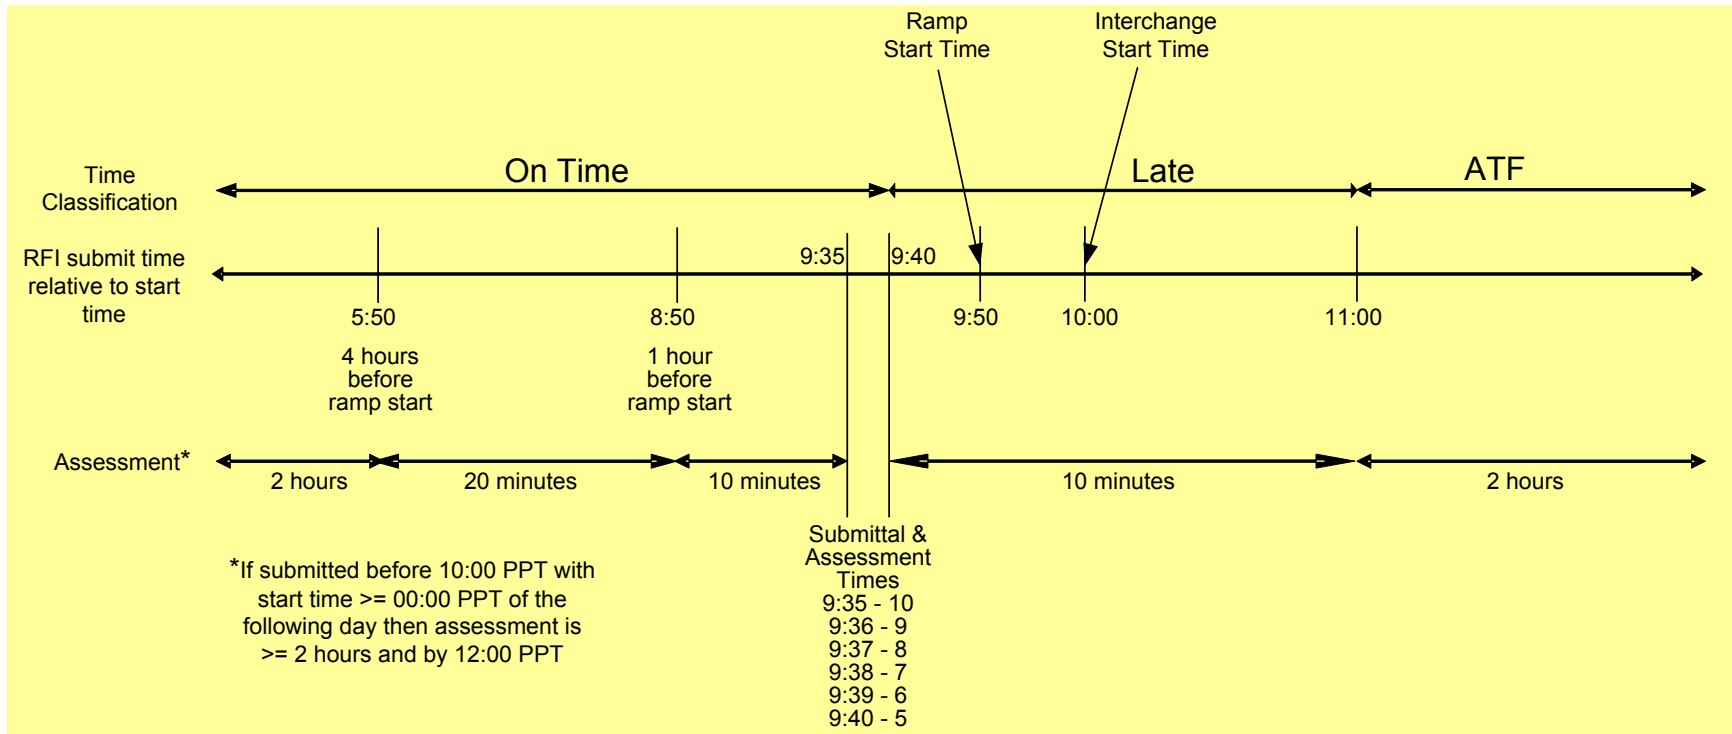 Ramp
Start Time
Interchange
Start Time
Time
Classification
On Time
Late
ATF
RFI submit time
relative to start
time
9:35
9:40
5:50
8:50
9:50
10:00
11:00
4 hours
before
ramp start
1 hour
before
ramp start
Assessment*
2 hours
20 minutes
10 minutes
10 minutes
2 hours
Submittal &
Assessment
Times
9:35 - 10
9:36 - 9
9:37 - 8
9:38 - 7
9:39 - 6
9:40 - 5
*If submitted before 10:00 PPT with
start time >= 00:00 PPT of the
following day then assessment is
>= 2 hours and by 12:00 PPT